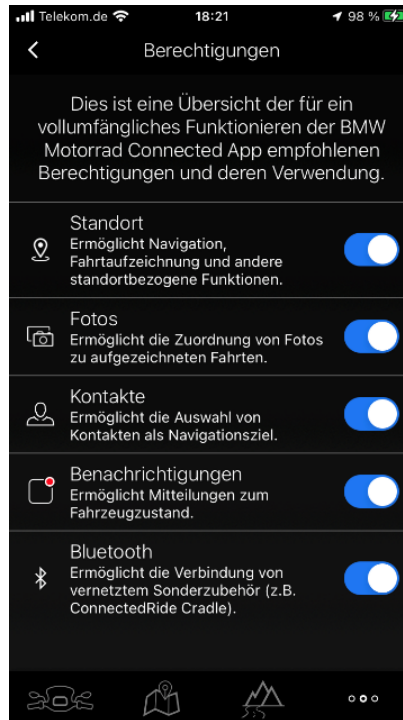 Telekom.de 18:21 98 %
Berechtigungen
Dies ist eine Übersicht der für ein
vollumfängliches Funktionieren der BMW
Motorrad Connected App empfohlenen
Berechtigungen und deren Verwendung.
Standort
Ermöglicht Navigation,
Fahrtaufzeichnung und andere
standortbezogene Funktionen.
Fotos
Ermöglicht die Zuordnung von Fotos
zu aufgezeichneten Fahrten.
Kontakte
Ermöglicht die Auswahl von
Kontakten als Navigationsziel.
Benachrichtigungen
Ermöglicht Mitteilungen zum
Fahrzeugzustand.
Bluetooth
Ermöglicht die Verbindung von
vernetztem Sonderzubehör (z.B.
ConnectedRide Cradle).